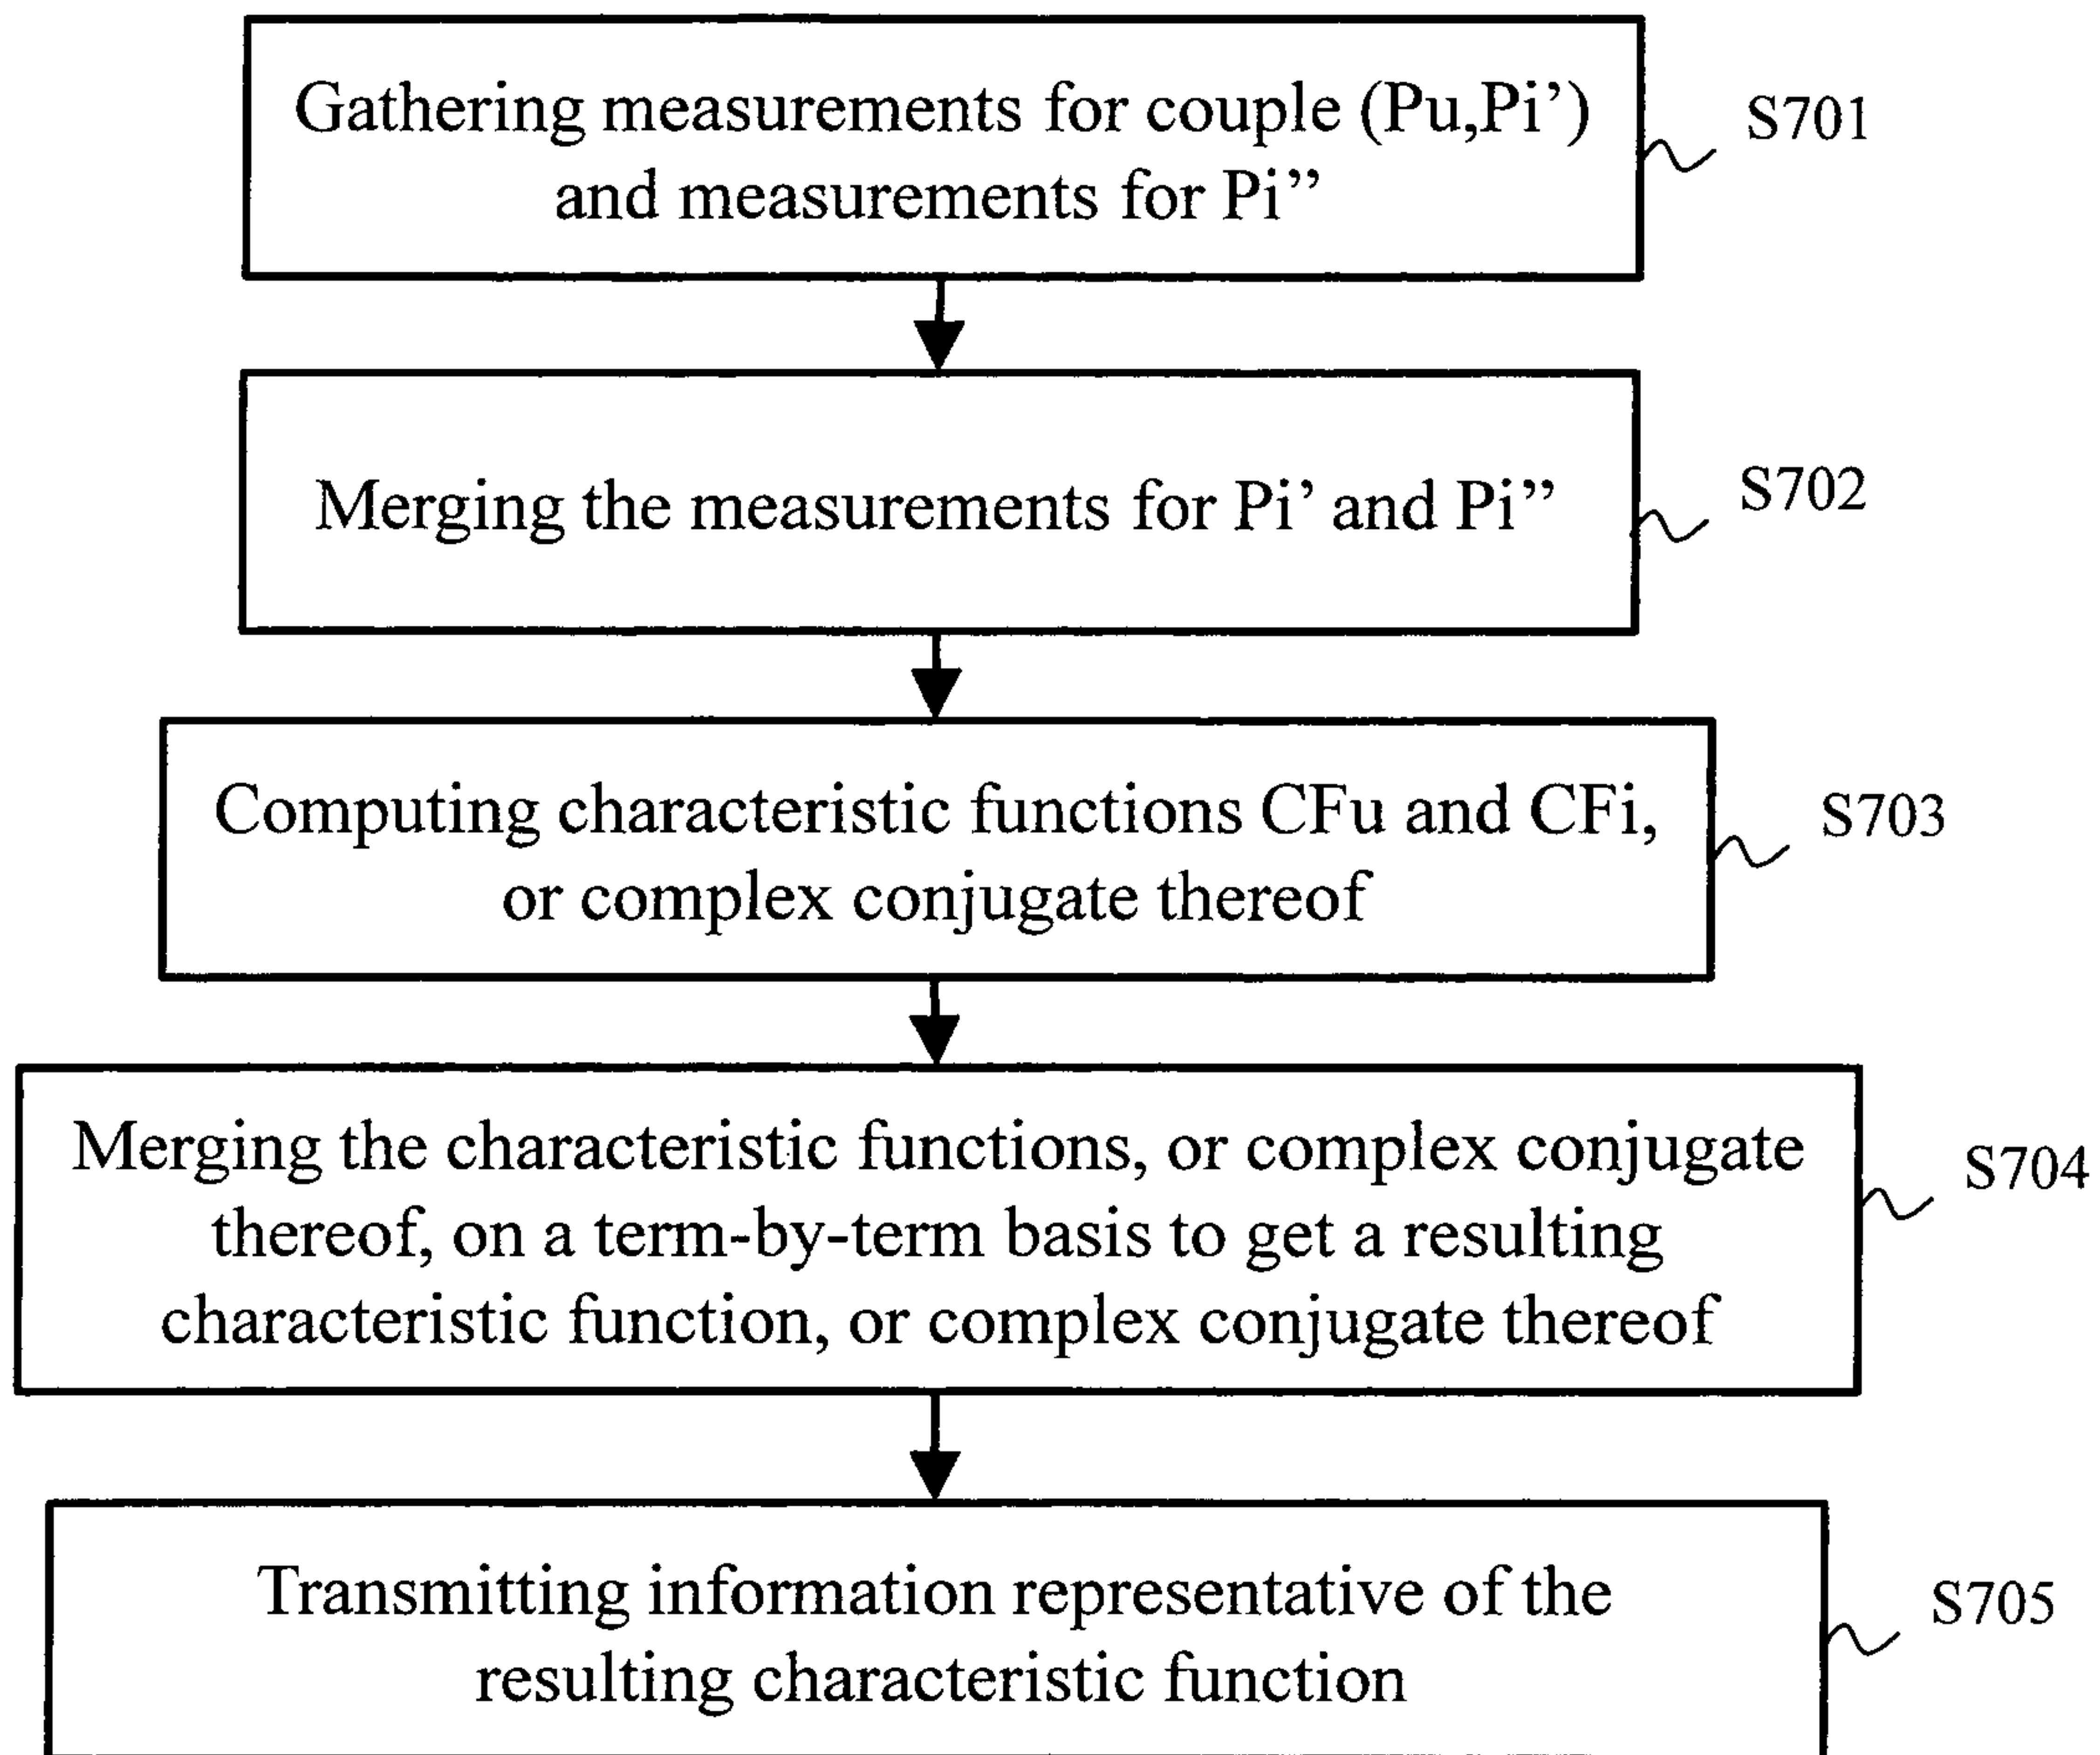 Gathering measurements for couple (Pu,Pi’)
and measurements for Pi’’
S701
Merging the measurements for Pi’ and Pi’’
S702
Computing characteristic functions CFu and CFi,
or complex conjugate thereof
S703
Merging the characteristic functions, or complex conjugate
thereof, on a term-by-term basis to get a resulting
characteristic function, or complex conjugate thereof
S704
Transmitting information representative of the
resulting characteristic function
S705